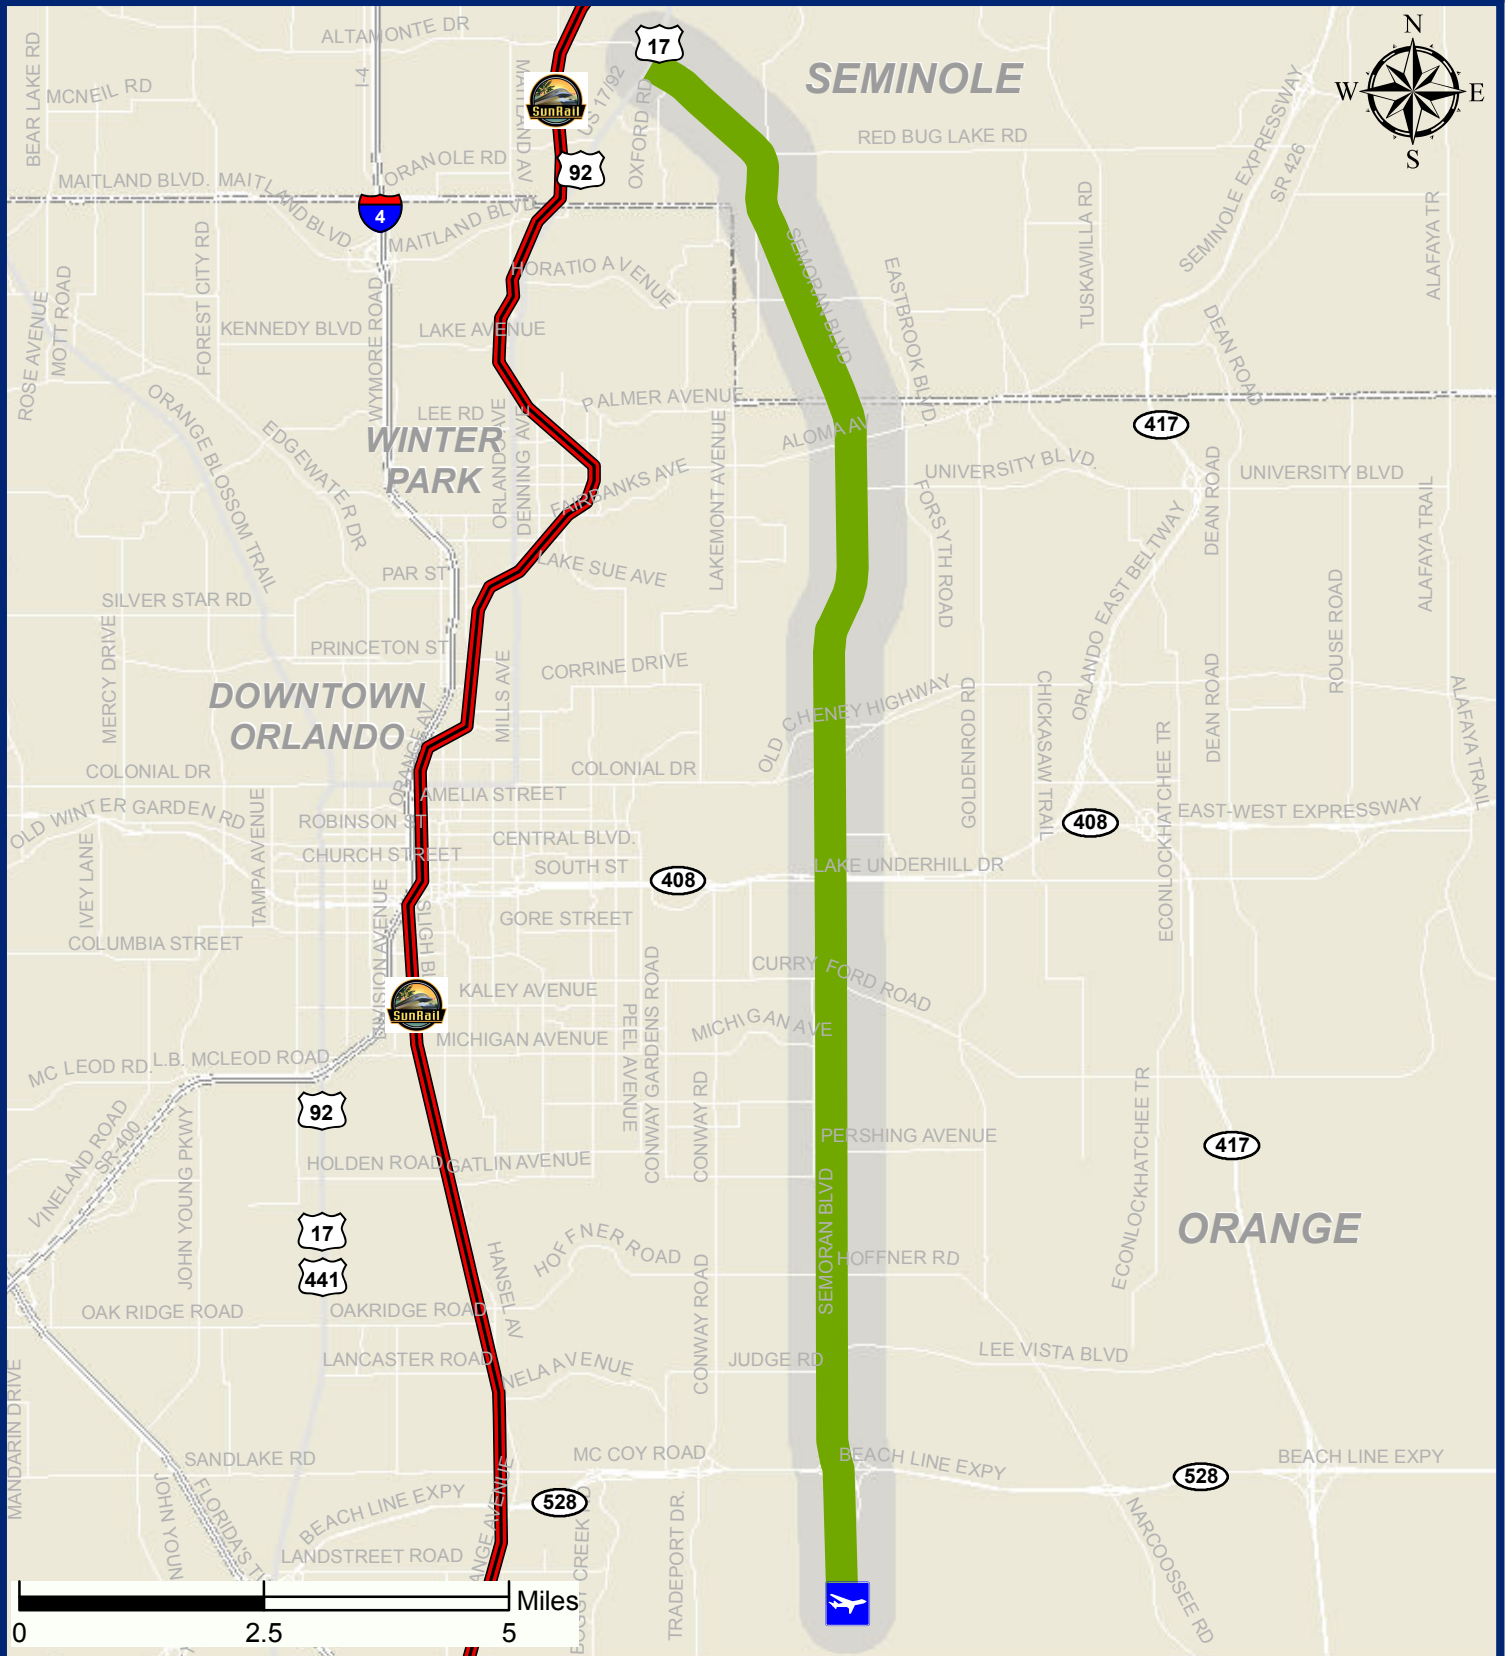 ALTAMONTE DR
17
SEMINOLE
N
W
E
S
BEAR LAKE RD
I-4
MCNEIL RD
MAITLAND AV
SunRail
US 17/92
OXFORD RD
RED BUG LAKE RD
SEMINOLE EXPRESSWAY
SR 426
ORANOLE RD
92
MAITLAND BLVD.
MAITLAND BLVD.
4
MAITLAND BLVD
TUSKAWILLA RD
ALAFAYA TR
FOREST CITY RD
HORATIO AVENUE
SEMORAN BLVD
EASTBROOK BLVD.
ROSE AVENUE
MOTT ROAD
KENNEDY BLVD
WYMORE ROAD
LAKE AVENUE
DEAN ROAD
ORANGE BLOSSOM TRAIL
EDGEWATER DR
LEE RD
WINTER
PARK
ORLANDO AVE
DENNING AVE
PALMER AVENUE
LAKEMONT AVENUE
ALOMA AV
417
FAIRBANKS AVE
UNIVERSITY BLVD.
UNIVERSITY BLVD
FORSYTH ROAD
DEAN ROAD
ALAFAYA TRAIL
ORLANDO EAST BELTWAY
PAR ST
LAKE SUE AVE
SILVER STAR RD
MERCY DRIVE
PRINCETON ST
MILLS AVE
CORRINE DRIVE
ROUSE ROAD
DOWNTOWN
ORLANDO
ORANGE AV
OLD CHENEY HIGHWAY
GOLDENROD RD
CHICKASAW TRAIL
ECONLOCKHATCHEE TR
DEAN ROAD
ALAFAYA TRAIL
COLONIAL DR
COLONIAL DR
OLD WINTER GARDEN RD
TAMPA AVENUE
AMELIA STREET
ROBINSON ST
CENTRAL BLVD.
408
EAST-WEST EXPRESSWAY
IVEY LANE
CHURCH STREET
SOUTH ST
408
LAKE UNDERHILL DR
DIVISION AVENUE
GORE STREET
COLUMBIA STREET
CURRY FORD ROAD
SunRail
KALEY AVENUE
PEEL AVENUE
CONWAY GARDENS ROAD
MICHIGAN AVE
MICHIGAN AVENUE
MC LEOD RD.
L.B. MCLEOD ROAD
92
VINELAND ROAD
SR-400
JOHN YOUNG PKWY
CONWAY RD
PERSHING AVENUE
ECONLOCKHATCHEE TR
417
HOLDEN ROAD
GATLIN AVENUE
SEMORAN BLVD
17
441
HANSEL AV
HOFFNER ROAD
CONWAY ROAD
HOFFNER RD
ORANGE
OAK RIDGE ROAD
OAKRIDGE ROAD
MANDARIN DRIVE
LANCASTER ROAD
NELA AVENUE
JUDGE RD
LEE VISTA BLVD
SANDLAKE RD
MC COY ROAD
BEACH LINE EXPY
528
BEACH LINE EXPY
JOHN YOUN
FLORIDA'S T
BEACH LINE EXPY
528
LANDSTREET ROAD
TRADEPORT DR.
NARCOOSSEE RD
Miles
0
2.5
5